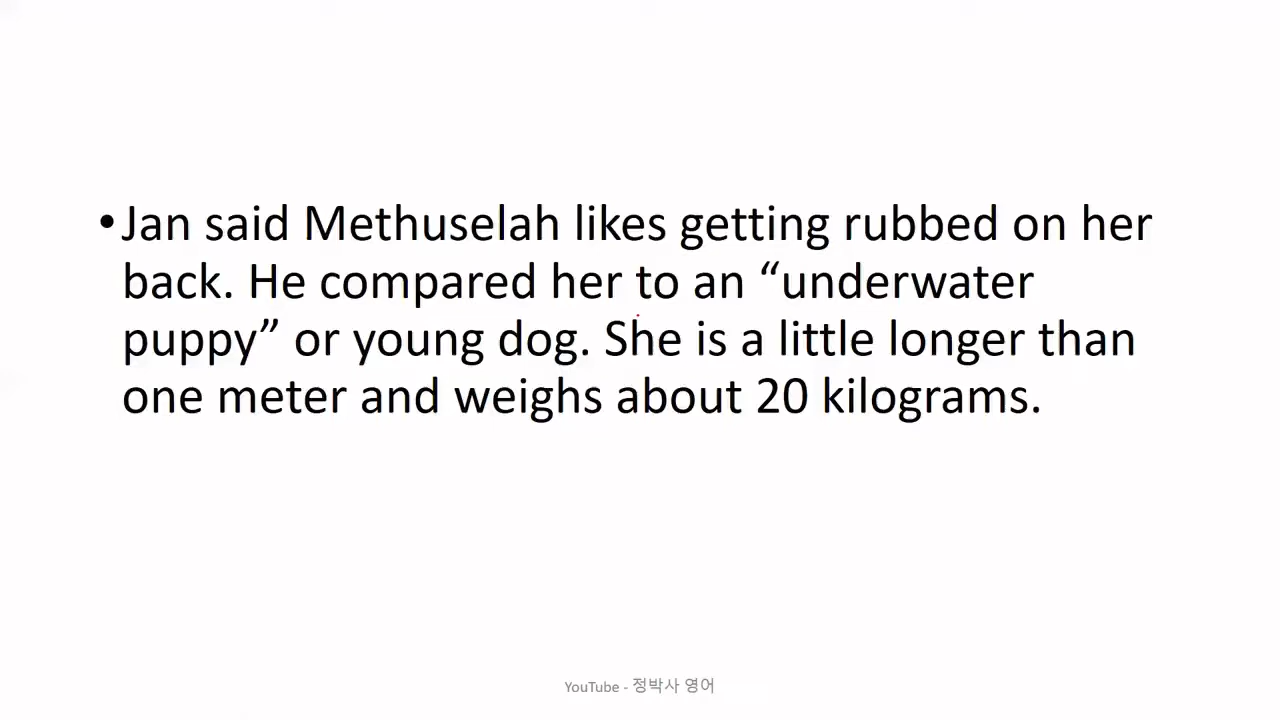 •Jan said Methuselah likes getting rubbed on her
back. He compared her to an “underwater
puppy” or young dog. She is a little longer than
one meter and weighs about 20 kilograms.
YouTube - 정박사 영어